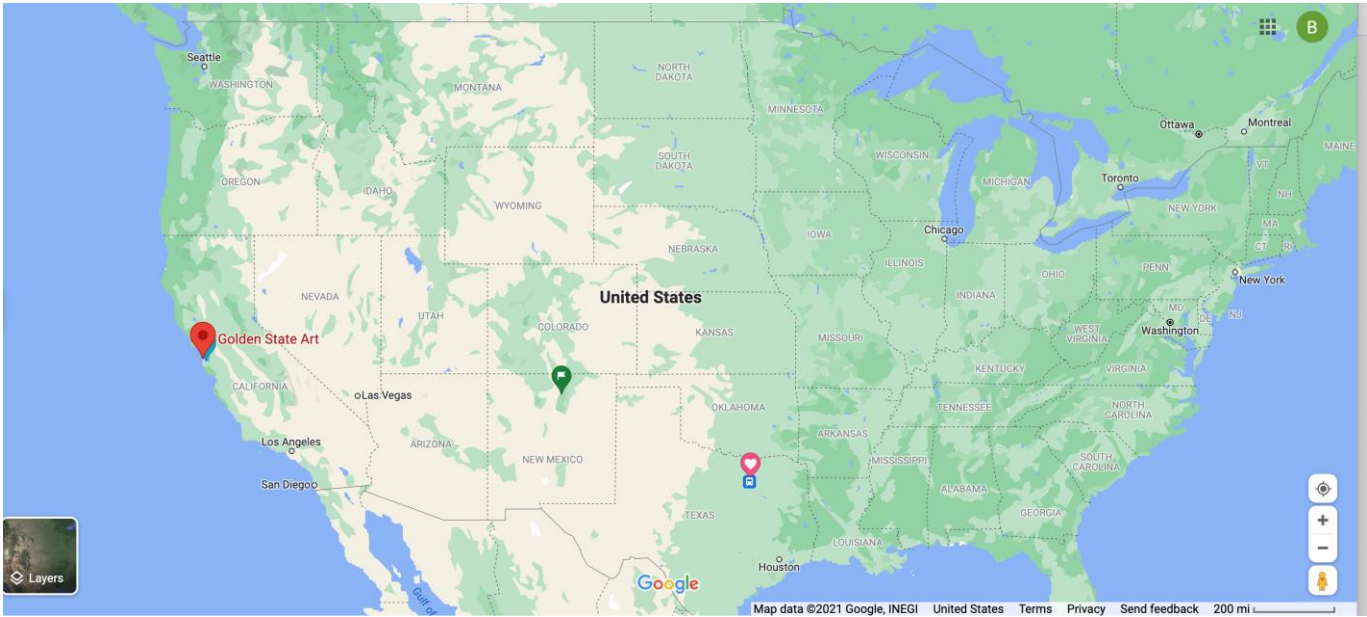 B
Seattle
WASHINGTON
NORTH
DAKOTA
MONTANA
MINNESOTA
Ottawa
Montreal
MAINE
SOUTH
DAKOTA
WISCONSIN
VT
OREGON
IDAHO
MICHIGAN
Toronto
NH
WYOMING
NEW YORK
MA
IOWA
Chicago
CT
RI
NEBRASKA
ILLINOIS
OHIO
PENN
New York
NEVADA
United States
INDIANA
MD
DE
NJ
UTAH
COLORADO
KANSAS
MISSOURI
WEST
VIRGINIA
Washington
Golden State Art
KENTUCKY
VIRGINIA
CALIFORNIA
Las Vegas
OKLAHOMA
TENNESSEE
NORTH
CAROLINA
Los Angeles
ARIZONA
NEW MEXICO
ARKANSAS
MISSISSIPPI
SOUTH
CAROLINA
San Diego
ALABAMA
TEXAS
GEORGIA
LOUISIANA
Houston
Layers
Google
Gulf of
Map data ©2021 Google, INEGI United States Terms Privacy Send feedback 200 mi